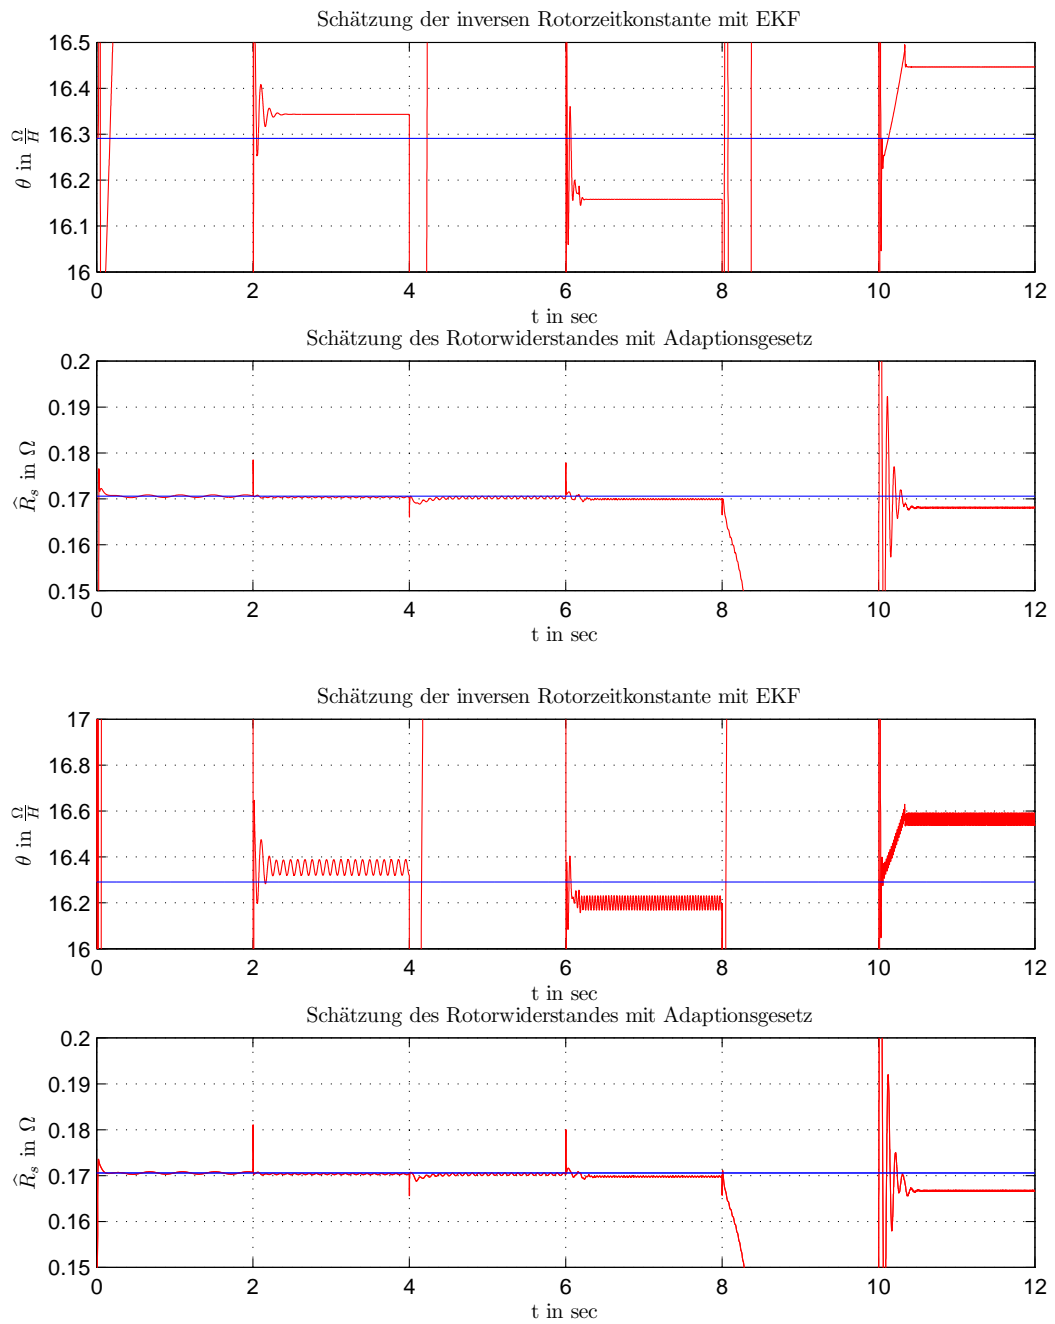 Schätzung der inversen Rotorzeitkonstante mit EKF
16.5
16.4
16.3
16.2
16.1
16
θ in Ω/H
0 2 4 6 8 10 12
t in sec
Schätzung des Rotorwiderstandes mit Adaptionsgesetz
0.2
0.19
0.18
0.17
0.16
0.15
R̂ₛ in Ω
0 2 4 6 8 10 12
t in sec
Schätzung der inversen Rotorzeitkonstante mit EKF
17
16.8
16.6
16.4
16.2
16
θ in Ω/H
0 2 4 6 8 10 12
t in sec
Schätzung des Rotorwiderstandes mit Adaptionsgesetz
0.2
0.19
0.18
0.17
0.16
0.15
R̂ₛ in Ω
0 2 4 6 8 10 12
t in sec